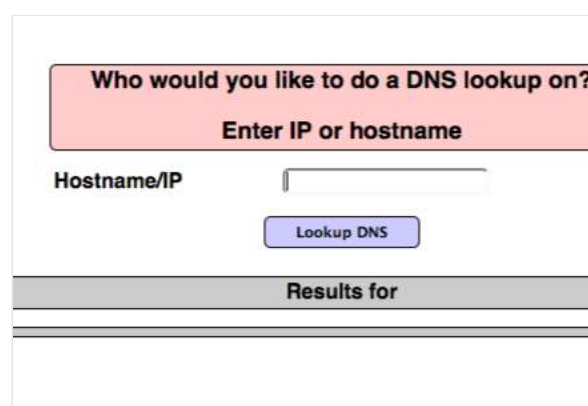 Who would you like to do a DNS lookup on?
Enter IP or hostname
Hostname/IP
Lookup DNS
Results for